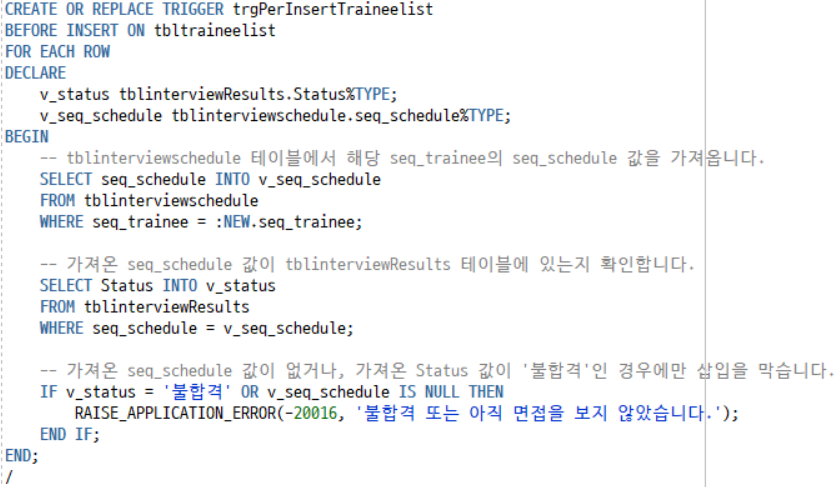 CREATE OR REPLACE TRIGGER trgPerInsertTraineelist
BEFORE INSERT ON tbltraineelist
FOR EACH ROW
DECLARE
    v_status tblinterviewResults.Status%TYPE;
    v_seq_schedule tblinterviewschedule.seq_schedule%TYPE;
BEGIN
    -- tblinterviewschedule 테이블에서 해당 seq_trainee의 seq_schedule 값을 가져옵니다.
    SELECT seq_schedule INTO v_seq_schedule
    FROM tblinterviewschedule
    WHERE seq_trainee = :NEW.seq_trainee;

    -- 가져온 seq_schedule 값이 tblinterviewResults 테이블에 있는지 확인합니다.
    SELECT Status INTO v_status
    FROM tblinterviewResults
    WHERE seq_schedule = v_seq_schedule;

    -- 가져온 seq_schedule 값이 없거나, 가져온 Status 값이 '불합격'인 경우에만 삽입을 막습니다.
    IF v_status = '불합격' OR v_seq_schedule IS NULL THEN
        RAISE_APPLICATION_ERROR(-20016, '불합격 또는 아직 면접을 보지 않았습니다.');
    END IF;
END;
/